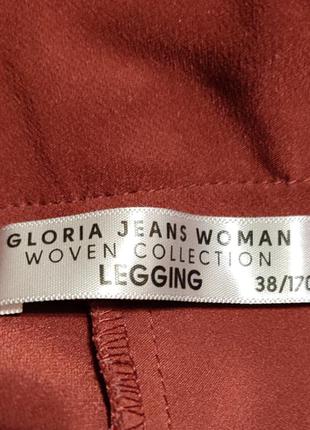 GLORIA JEANS WOMAN
WOVEN COLLECTION
LEGGING 38/170